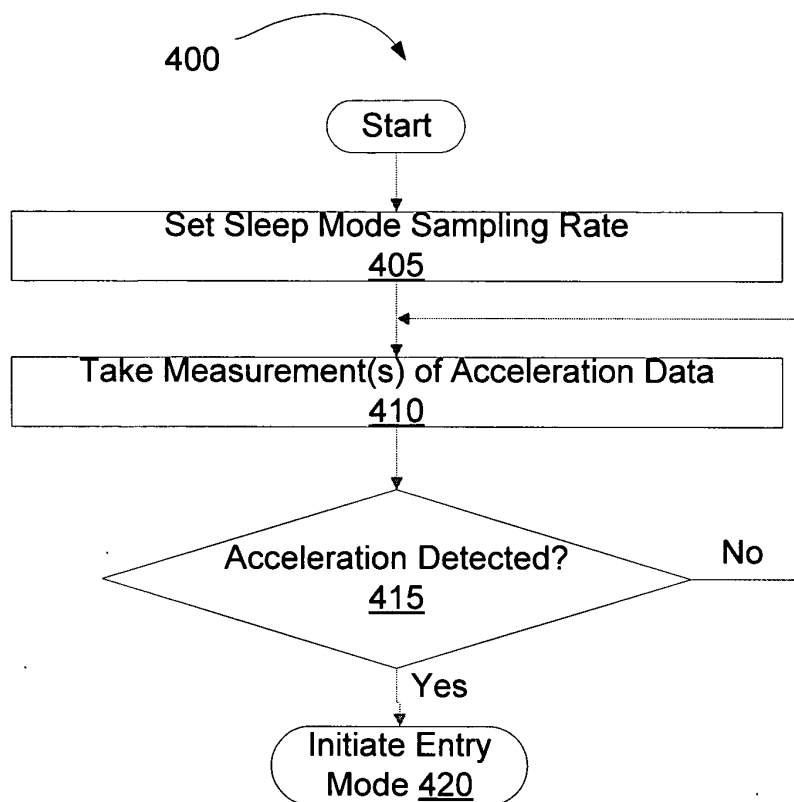 400
Start
Set Sleep Mode Sampling Rate
405
Take Measurement(s) of Acceleration Data
410
Acceleration Detected?
415
No
Yes
Initiate Entry
Mode 420